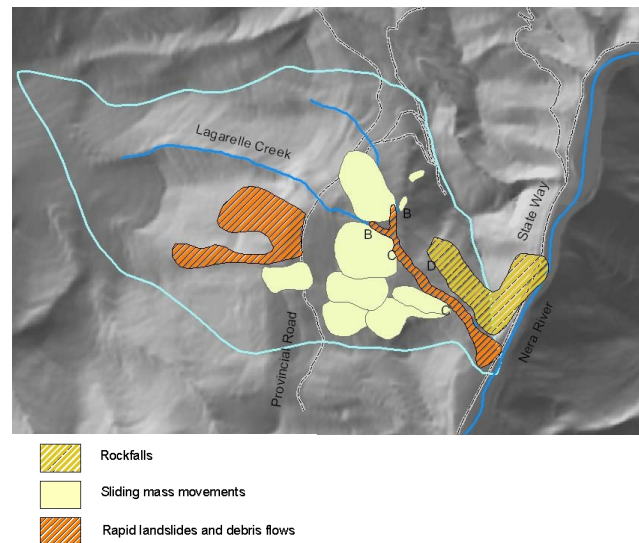 Lagarelle Creek
B
B
C
D
C
State Way
Nera River
Provincial Road
Rockfalls
Sliding mass movements
Rapid landslides and debris flows